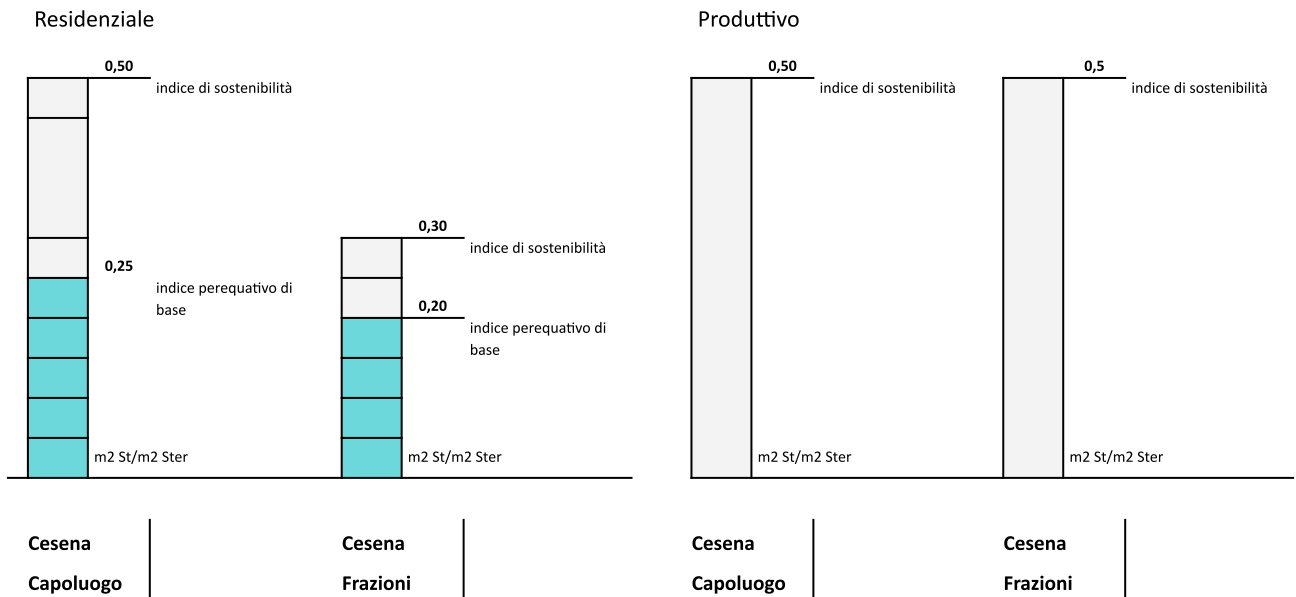 Residenziale
0,50
indice di sostenibilità
0,25
indice perequativo di
base
m2 St/m2 Ster
0,30
indice di sostenibilità
0,20
indice perequativo di
base
m2 St/m2 Ster
Cesena
Capoluogo
Cesena
Frazioni
Produttivo
0,50
indice di sostenibilità
m2 St/m2 Ster
0,5
indice di sostenibilità
m2 St/m2 Ster
Cesena
Capoluogo
Cesena
Frazioni